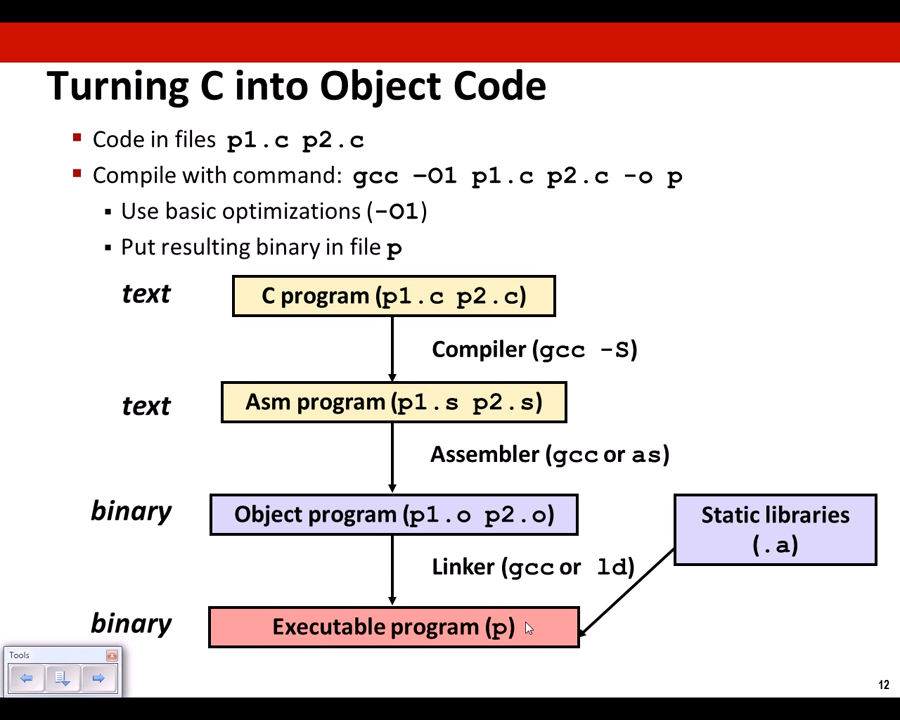 Turning C into Object Code
Code in files p1.c p2.c
Compile with command: gcc –O1 p1.c p2.c -o p
Use basic optimizations (-O1)
Put resulting binary in file p
text
C program (p1.c p2.c)
Compiler (gcc -S)
text
Asm program (p1.s p2.s)
Assembler (gcc or as)
binary
Object program (p1.o p2.o)
Static libraries
(.a)
Linker (gcc or ld)
binary
Executable program (p)
Tools
12